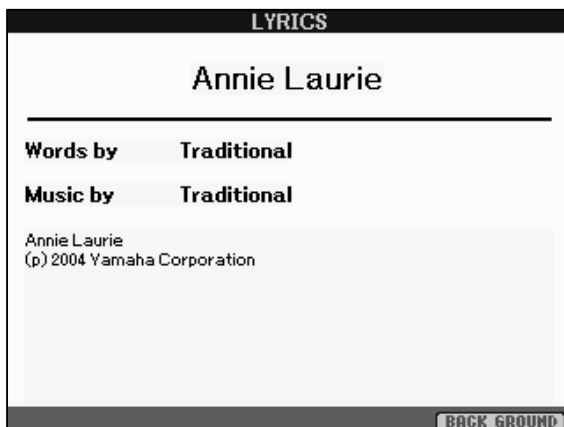 LYRICS
Annie Laurie
Words by Traditional
Music by Traditional
Annie Laurie
(p) 2004 Yamaha Corporation
BACK GROUND